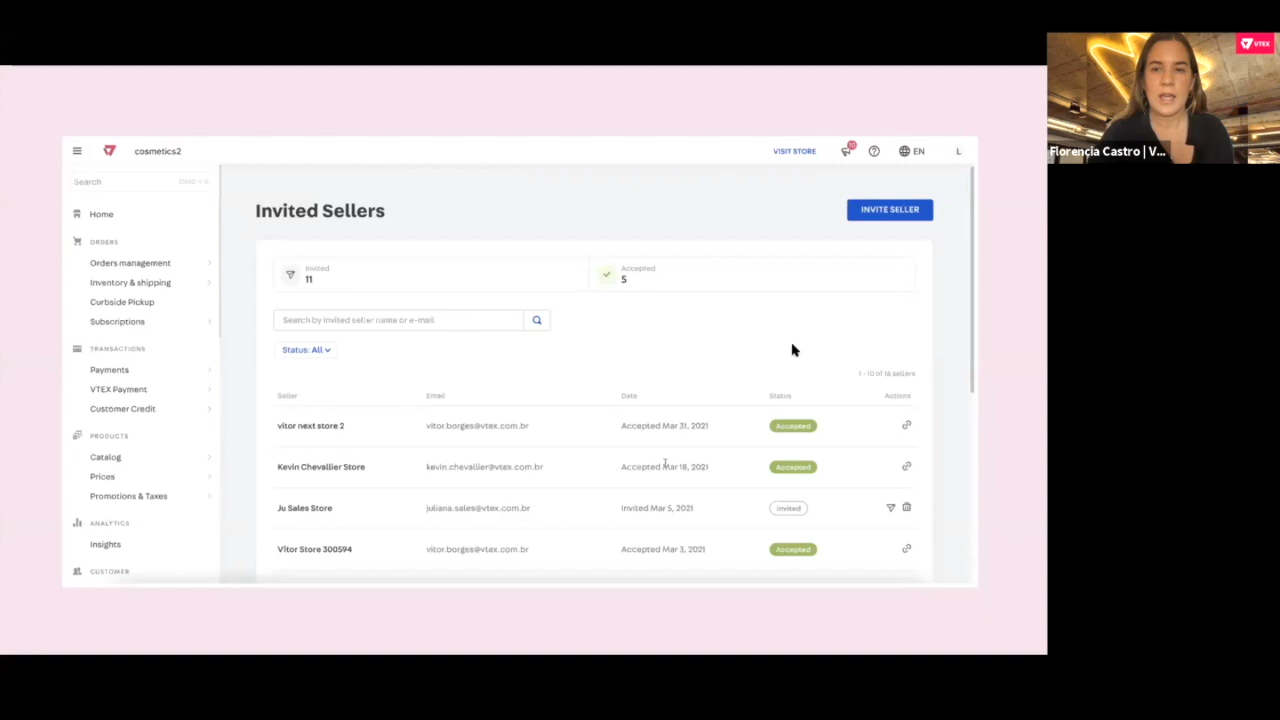 cosmetics2
VISIT STORE
10
EN
L
Search
CMD + K
Home
ORDERS
Orders management
Inventory & shipping
Curbside Pickup
Subscriptions
TRANSACTIONS
Payments
VTEX Payment
Customer Credit
PRODUCTS
Catalog
Prices
Promotions & Taxes
ANALYTICS
Insights
CUSTOMER
Invited Sellers
INVITE SELLER
Invited
11
Accepted
5
Search by invited seller name or e-mail
Status: All
1 - 10 of 16 sellers
Seller Email Date Status Actions
vitor next store 2 vitor.borges@vtex.com.br Accepted Mar 31, 2021 Accepted
Kevin Chevallier Store kevin.chevallier@vtex.com.br Accepted Mar 18, 2021 Accepted
Ju Sales Store juliana.sales@vtex.com.br Invited Mar 5, 2021 Invited
Vítor Store 300594 vitor.borges@vtex.com.br Accepted Mar 3, 2021 Accepted
VTEX
Florencia Castro | V...